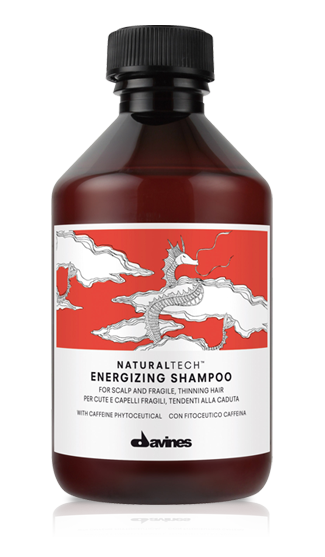 NATURALTECH™
ENERGIZING SHAMPOO
FOR SCALP AND FRAGILE, THINNING HAIR
PER CUTE E CAPELLI FRAGILI, TENDENTI ALLA CADUTA
WITH CAFFEINE PHYTOCEUTICAL CON FITOCEUTICO CAFFEINA
davines